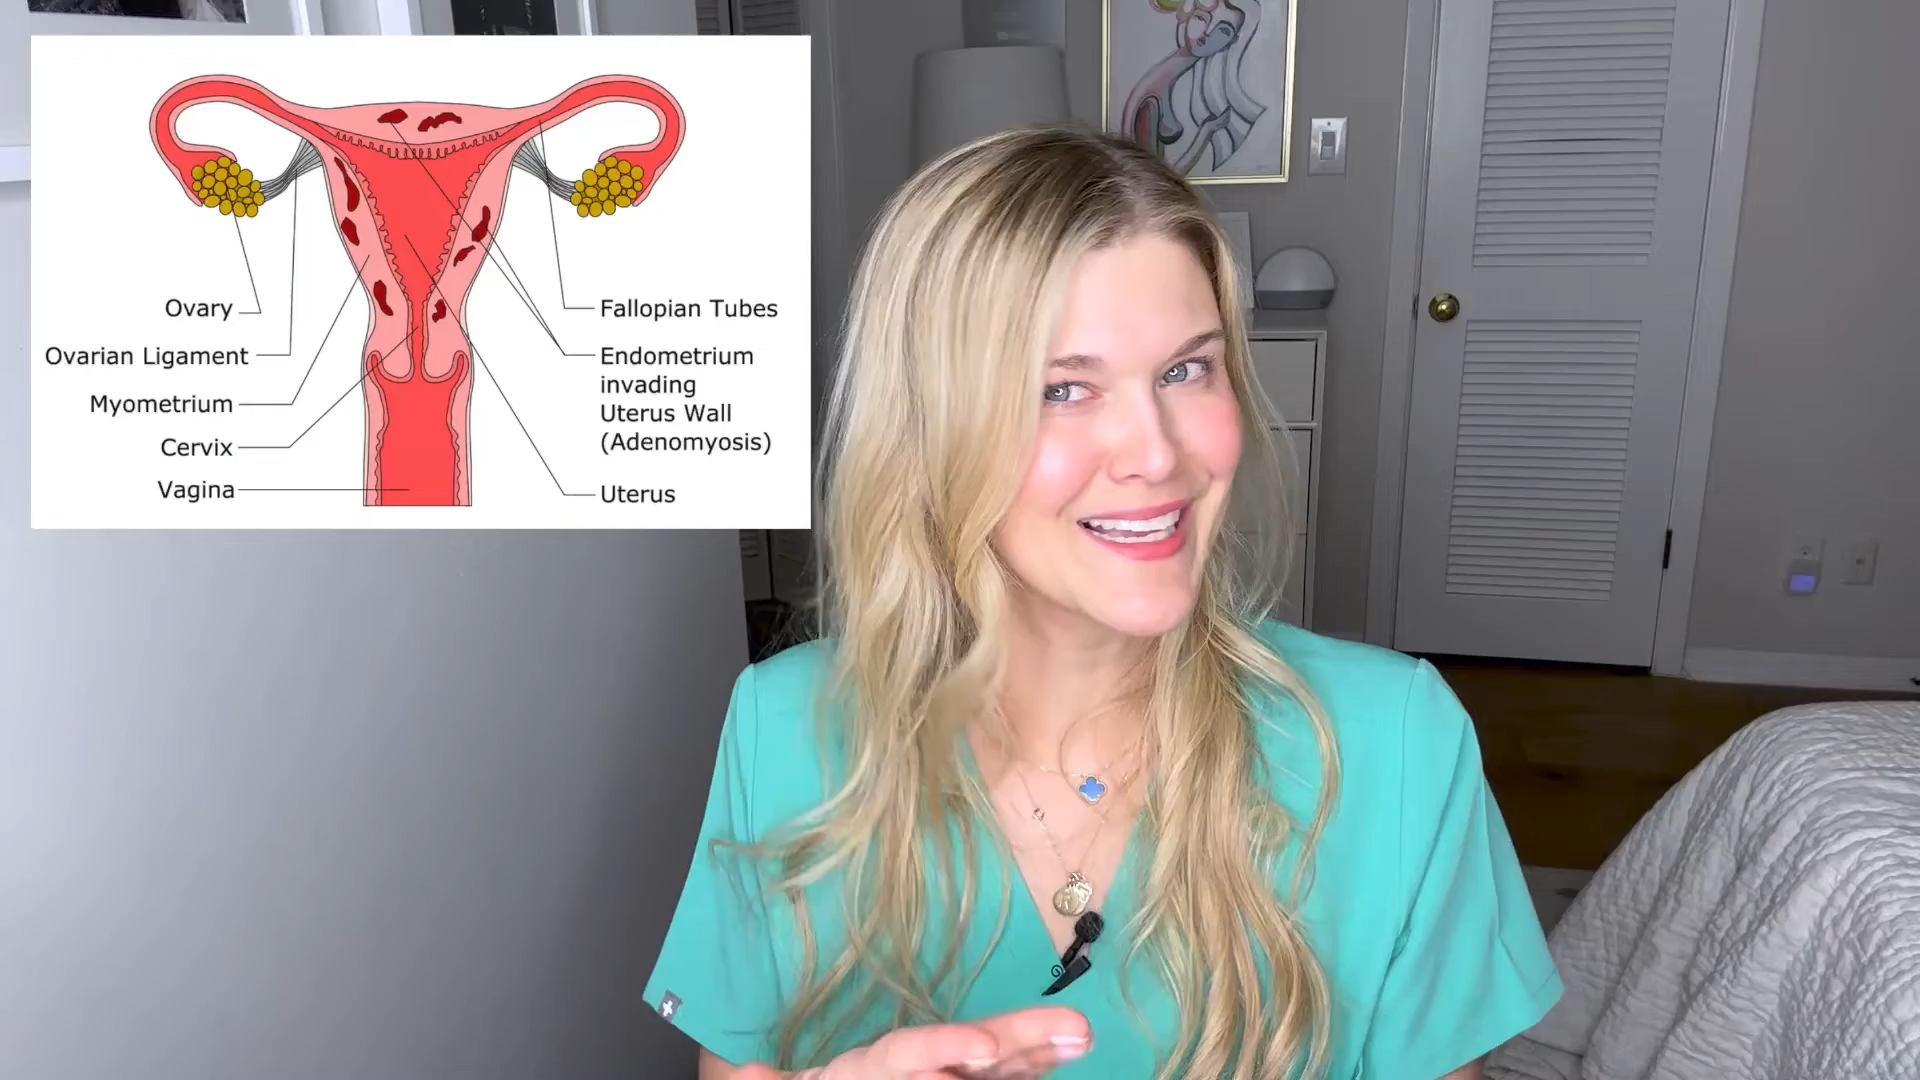 Ovary
Ovarian Ligament
Myometrium
Cervix
Vagina
Fallopian Tubes
Endometrium
invading
Uterus Wall
(Adenomyosis)
Uterus